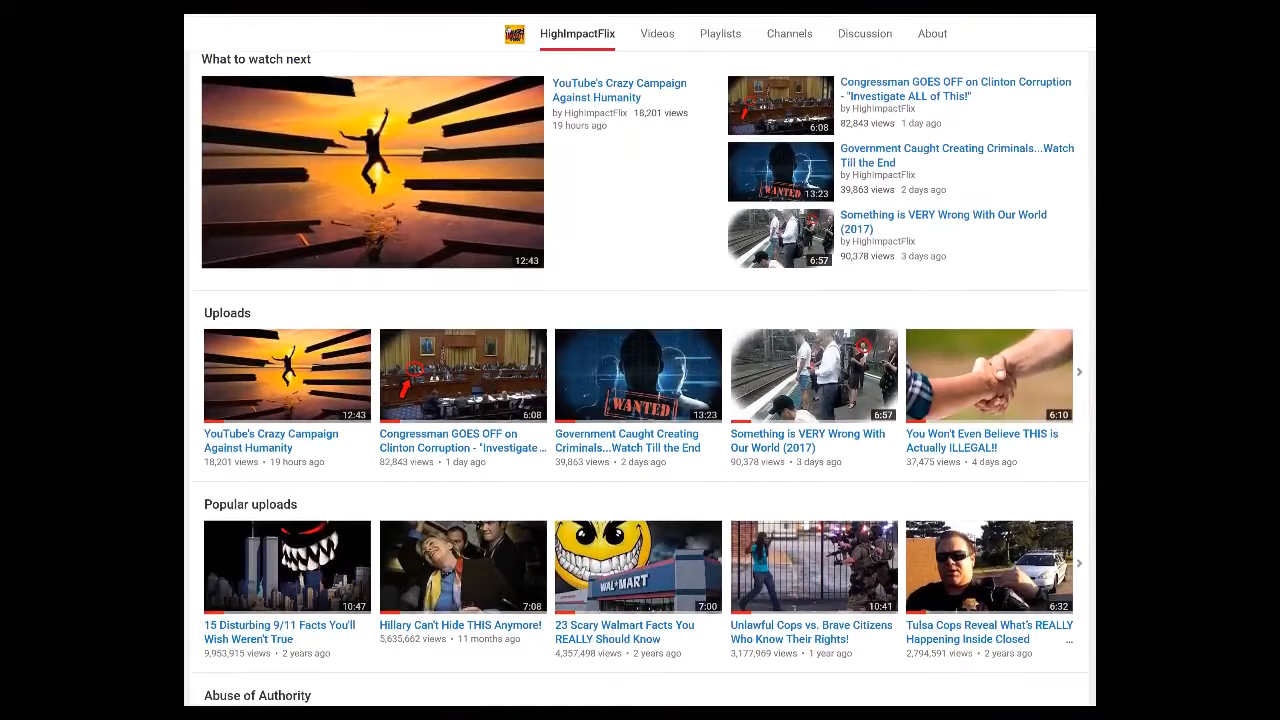 HighImpactFlix Videos Playlists Channels Discussion About
What to watch next
12:43
YouTube's Crazy Campaign
Against Humanity
by HighImpactFlix 18,201 views
19 hours ago
6:08
Congressman GOES OFF on Clinton Corruption
- "Investigate ALL of This!"
by HighImpactFlix
82,843 views 1 day ago
WANTED
13:23
Government Caught Creating Criminals...Watch
Till the End
by HighImpactFlix
39,863 views 2 days ago
6:57
Something is VERY Wrong With Our World
(2017)
by HighImpactFlix
90,378 views 3 days ago
Uploads
12:43
YouTube's Crazy Campaign
Against Humanity
18,201 views • 19 hours ago
6:08
Congressman GOES OFF on
Clinton Corruption - "Investigate ...
82,843 views • 1 day ago
WANTED
13:23
Government Caught Creating
Criminals...Watch Till the End
39,863 views • 2 days ago
6:57
Something is VERY Wrong With
Our World (2017)
90,378 views • 3 days ago
6:10
You Won't Even Believe THIS is
Actually ILLEGAL!!
37,475 views • 4 days ago
Popular uploads
10:47
15 Disturbing 9/11 Facts You'll
Wish Weren't True
9,953,915 views • 2 years ago
7:08
Hillary Can't Hide THIS Anymore!
5,635,662 views • 11 months ago
WAL★MART
7:00
23 Scary Walmart Facts You
REALLY Should Know
4,357,498 views • 2 years ago
10:41
Unlawful Cops vs. Brave Citizens
Who Know Their Rights!
3,177,969 views • 1 year ago
6:32
Tulsa Cops Reveal What's REALLY
Happening Inside Closed ...
2,794,591 views • 2 years ago
Abuse of Authority